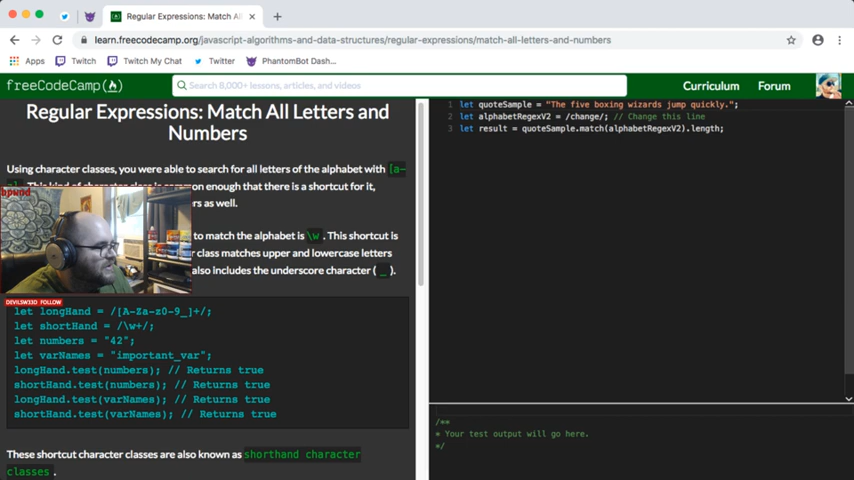 Regular Expressions: Match Al
learn.freecodecamp.org/javascript-algorithms-and-data-structures/regular-expressions/match-all-letters-and-numbers
Apps Twitch Twitch My Chat Twitter PhantomBot Dash...
freeCodeCamp Search 8,000+ lessons, articles, and videos Curriculum Forum
Regular Expressions: Match All Letters and
Numbers
Using character classes, you were able to search for all letters of the alphabet with [a-
This kind of character class is common enough that there is a shortcut for it,
rs as well.
to match the alphabet is \w . This shortcut is
r class matches upper and lowercase letters
also includes the underscore character ( _ ).
DEVILSW33D FOLLOW
let longHand = /[A-Za-z0-9_]+/;
let shortHand = /\w+/;
let numbers = "42";
let varNames = "important_var";
longHand.test(numbers); // Returns true
shortHand.test(numbers); // Returns true
longHand.test(varNames); // Returns true
shortHand.test(varNames); // Returns true
These shortcut character classes are also known as shorthand character
classes .
1 let quoteSample = "The five boxing wizards jump quickly.";
2 let alphabetRegexV2 = /change/; // Change this line
3 let result = quoteSample.match(alphabetRegexV2).length;
/**
* Your test output will go here.
*/